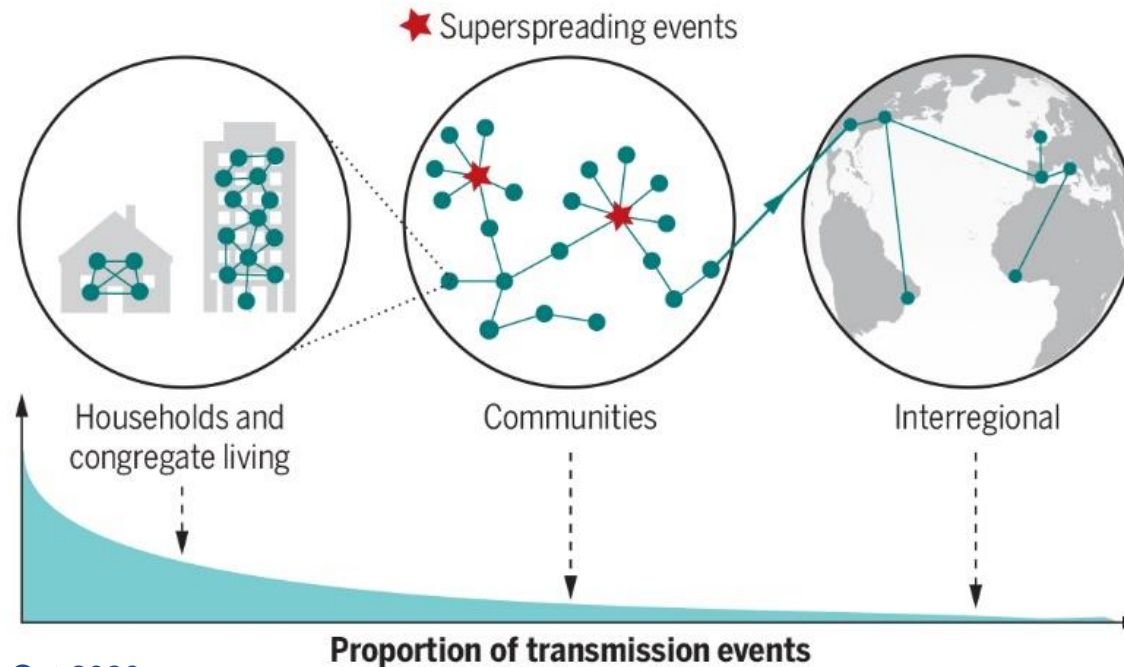 Superspreading events
Households and
congregate living
Communities
Interregional
Proportion of transmission events